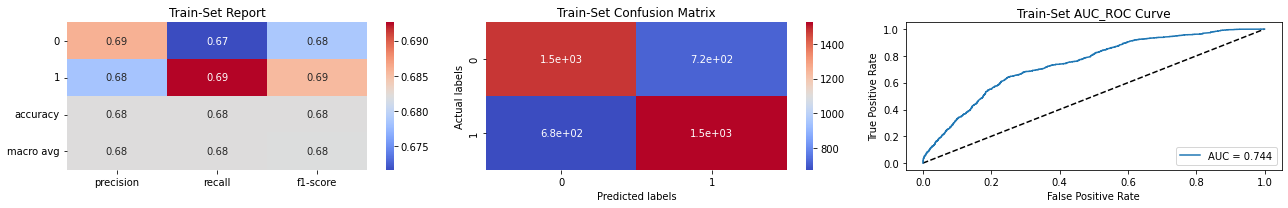 Train-Set Report
0 0.69 0.67 0.68
1 0.68 0.69 0.69
accuracy 0.68 0.68 0.68
macro avg 0.68 0.68 0.68
precision recall f1-score
0.690
0.685
0.680
0.675
Train-Set Confusion Matrix
Actual labels
0 1.5e+03 7.2e+02
1 6.8e+02 1.5e+03
0 1
Predicted labels
1400
1200
1000
800
Train-Set AUC_ROC Curve
True Positive Rate
1.0
0.8
0.6
0.4
0.2
0.0
AUC = 0.744
0.0 0.2 0.4 0.6 0.8 1.0
False Positive Rate